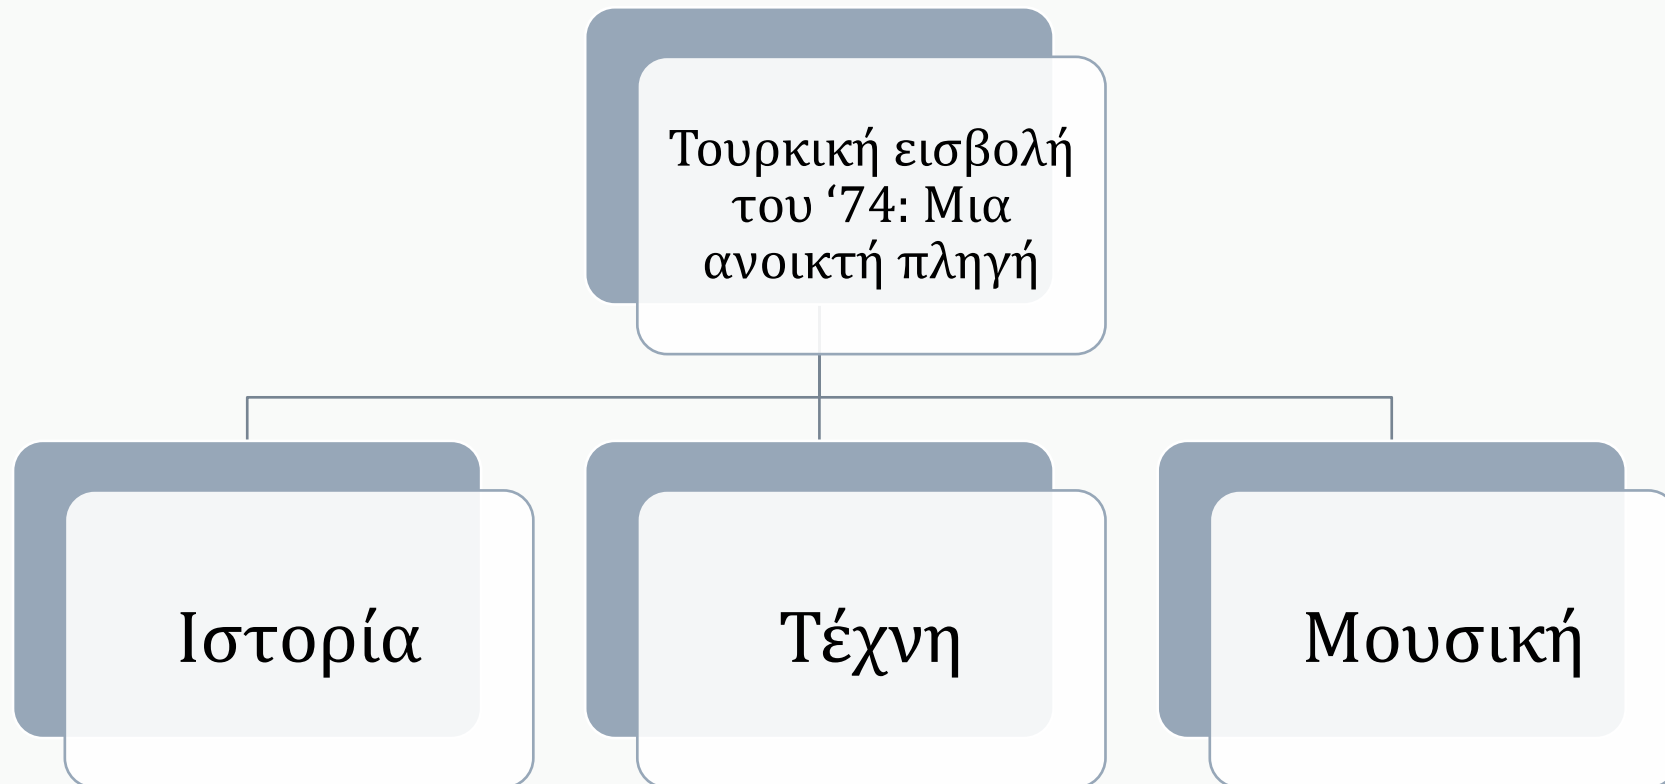 Τουρκική εισβολή
του ‘74: Μια
ανοικτή πληγή
Ιστορία
Τέχνη
Μουσική